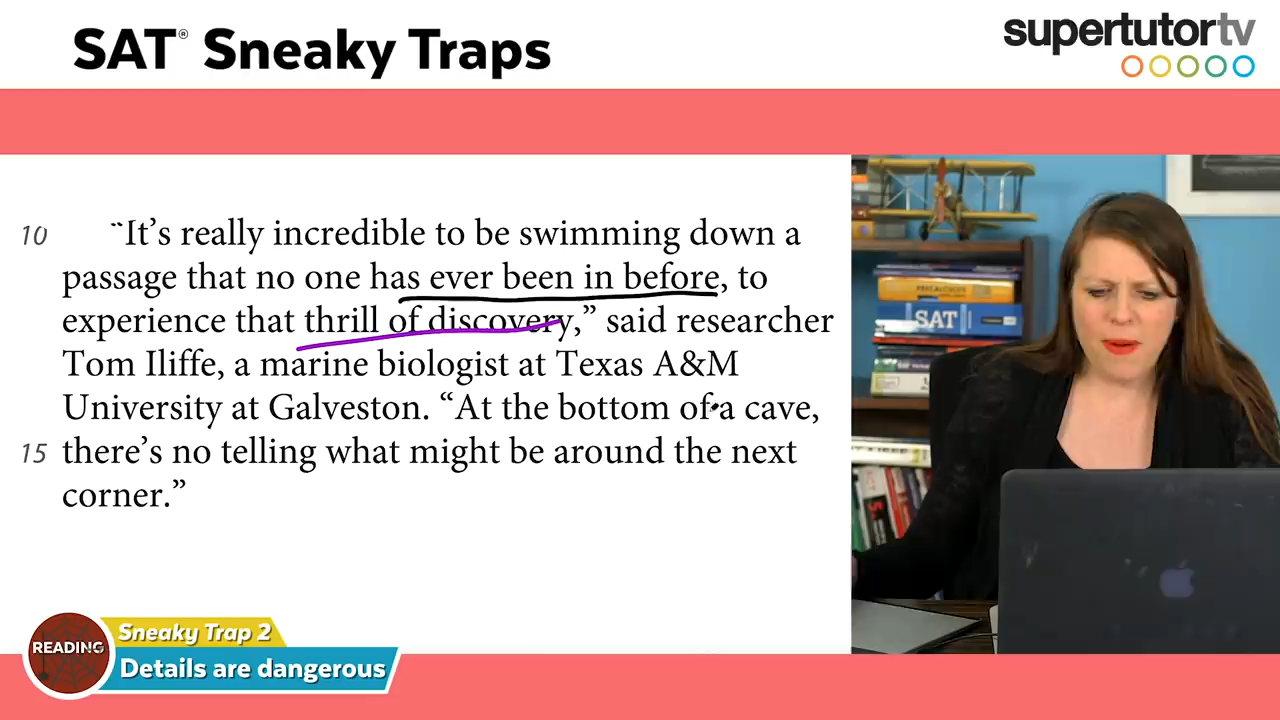 SAT® Sneaky Traps
supertutortv
10 “It’s really incredible to be swimming down a
passage that no one has ever been in before, to
experience that thrill of discovery,” said researcher
Tom Iliffe, a marine biologist at Texas A&M
University at Galveston. “At the bottom of a cave,
15 there’s no telling what might be around the next
corner.”
SAT
READING
Sneaky Trap 2
Details are dangerous